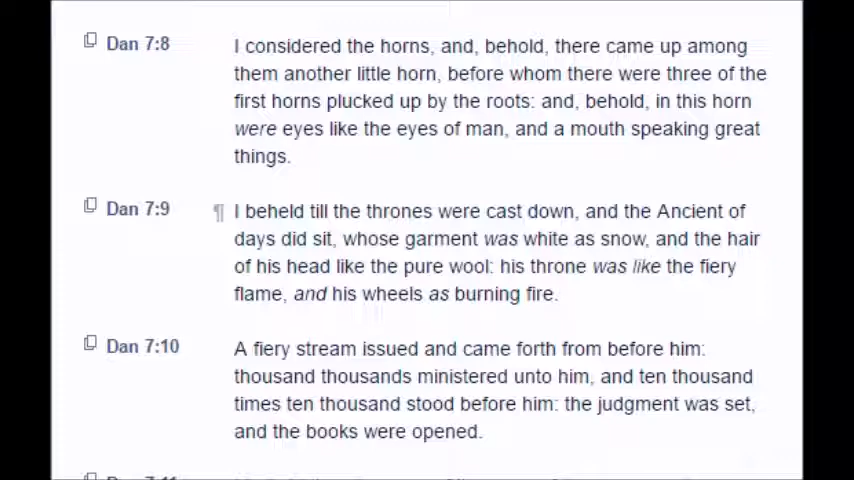 Dan 7:8 I considered the horns, and, behold, there came up among
them another little horn, before whom there were three of the
first horns plucked up by the roots: and, behold, in this horn
were eyes like the eyes of man, and a mouth speaking great
things.
Dan 7:9 ¶ I beheld till the thrones were cast down, and the Ancient of
days did sit, whose garment was white as snow, and the hair
of his head like the pure wool: his throne was like the fiery
flame, and his wheels as burning fire.
Dan 7:10 A fiery stream issued and came forth from before him:
thousand thousands ministered unto him, and ten thousand
times ten thousand stood before him: the judgment was set,
and the books were opened.